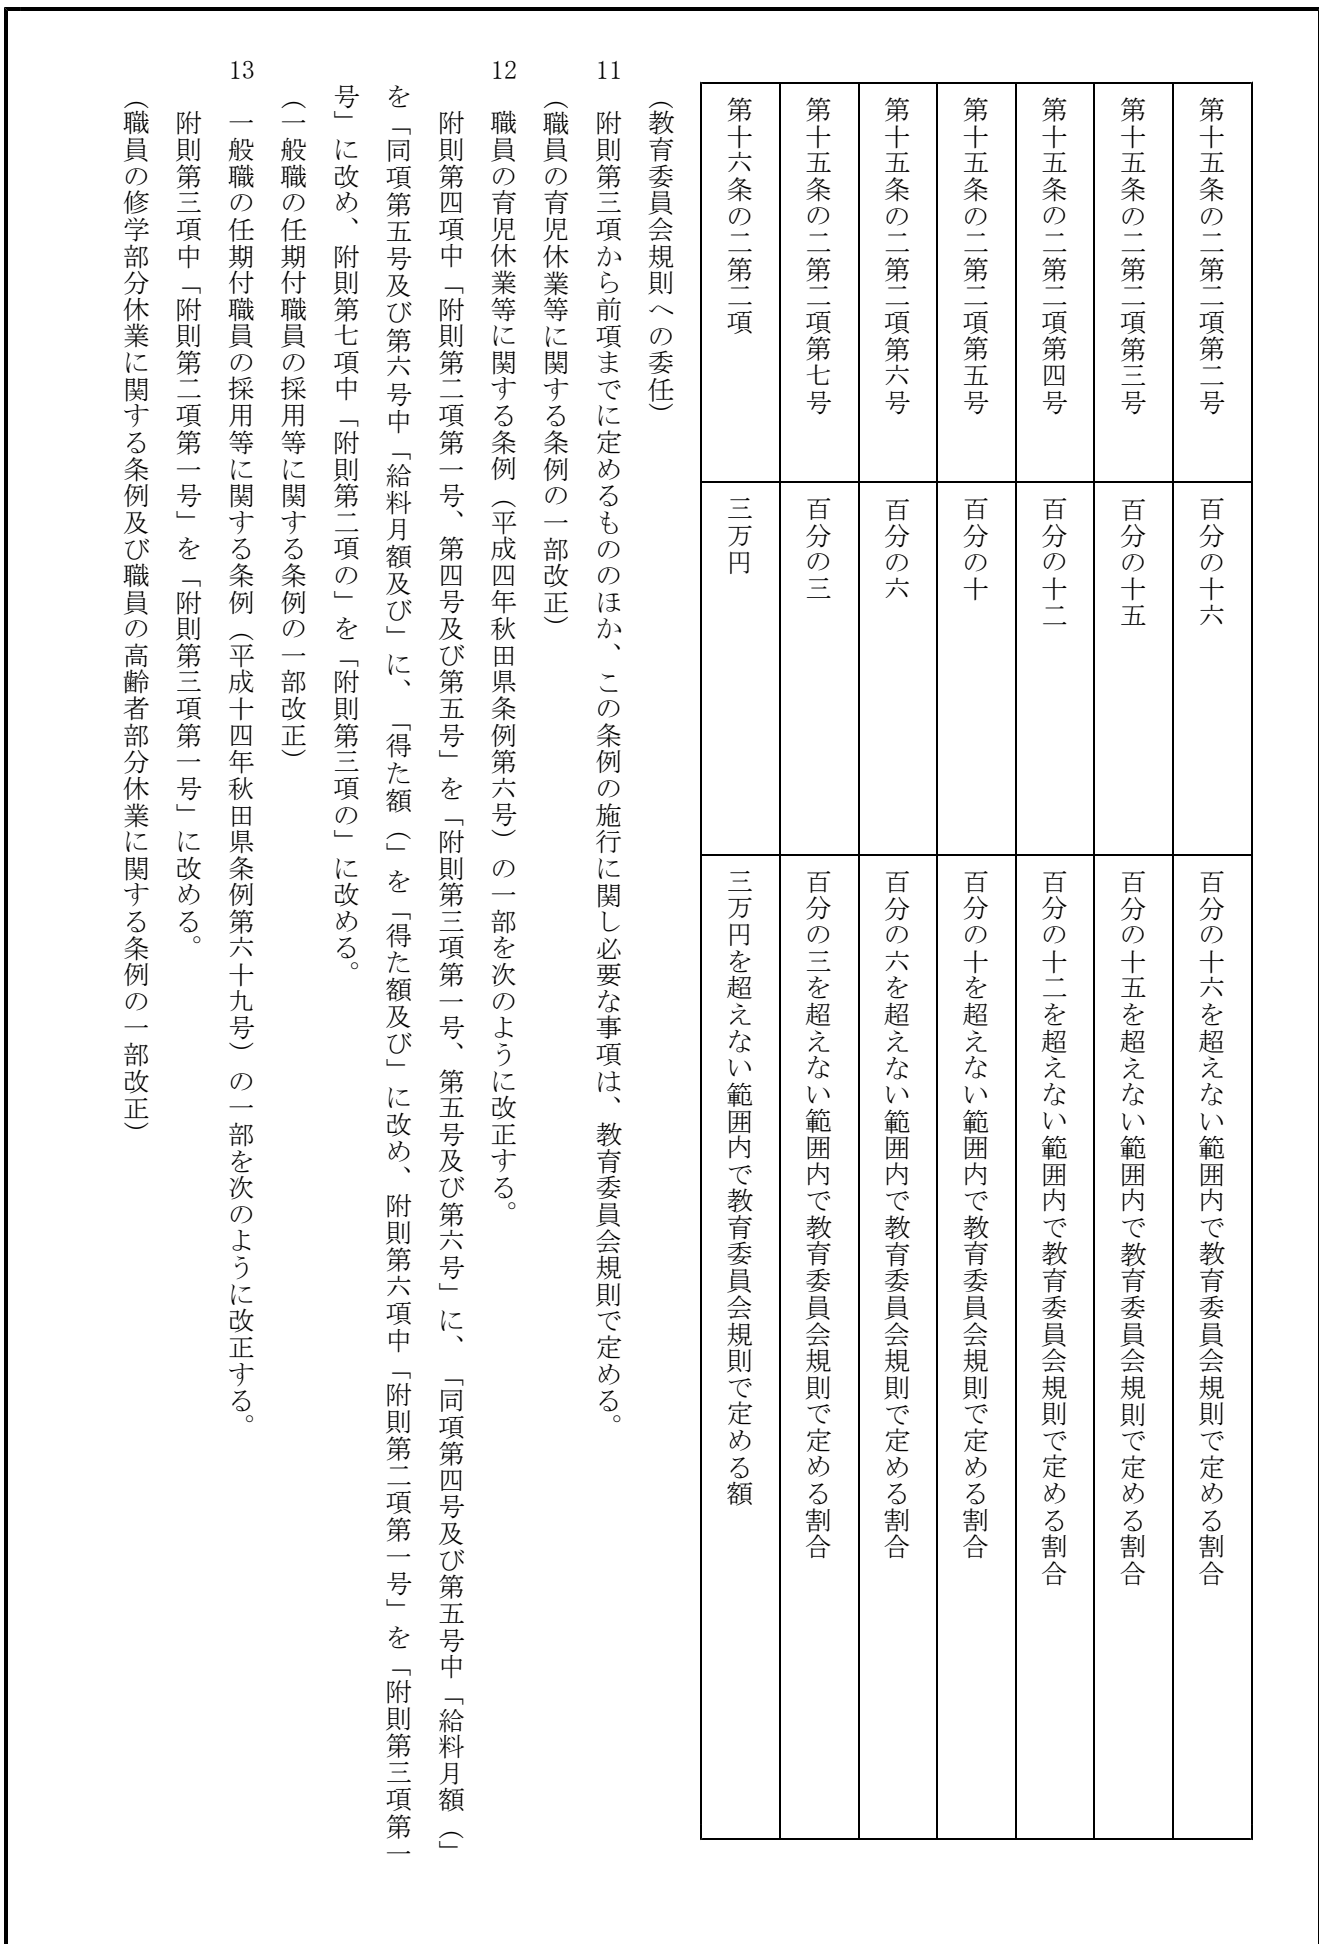 第十五条の二第二項第二号
百分の十六
百分の十六を超えない範囲内で教育委員会規則で定める割合
第十五条の二第二項第三号
百分の十五
百分の十五を超えない範囲内で教育委員会規則で定める割合
第十五条の二第二項第四号
百分の十二
百分の十二を超えない範囲内で教育委員会規則で定める割合
第十五条の二第二項第五号
百分の十
百分の十を超えない範囲内で教育委員会規則で定める割合
第十五条の二第二項第六号
百分の六
百分の六を超えない範囲内で教育委員会規則で定める割合
第十五条の二第二項第七号
百分の三
百分の三を超えない範囲内で教育委員会規則で定める割合
第十六条の二第二項
三万円
三万円を超えない範囲内で教育委員会規則で定める額
（教育委員会規則への委任）
11 附則第三項から前項までに定めるもののほか、この条例の施行に関し必要な事項は、教育委員会規則で定める。
（職員の育児休業等に関する条例の一部改正）
12 職員の育児休業等に関する条例（平成四年秋田県条例第六号）の一部を次のように改正する。
附則第四項中「附則第二項第一号、第四号及び第五号」を「附則第三項第一号、第五号及び第六号」に、「同項第四号及び第五号中「給料月額（」
を「同項第五号及び第六号中「給料月額及び」に、「得た額（」を「得た額及び」に改め、附則第六項中「附則第二項第一号」を「附則第三項第一
号」に改め、附則第七項中「附則第二項の」を「附則第三項の」に改める。
（一般職の任期付職員の採用等に関する条例の一部改正）
13 一般職の任期付職員の採用等に関する条例（平成十四年秋田県条例第六十九号）の一部を次のように改正する。
附則第三項中「附則第二項第一号」を「附則第三項第一号」に改める。
（職員の修学部分休業に関する条例及び職員の高齢者部分休業に関する条例の一部改正）